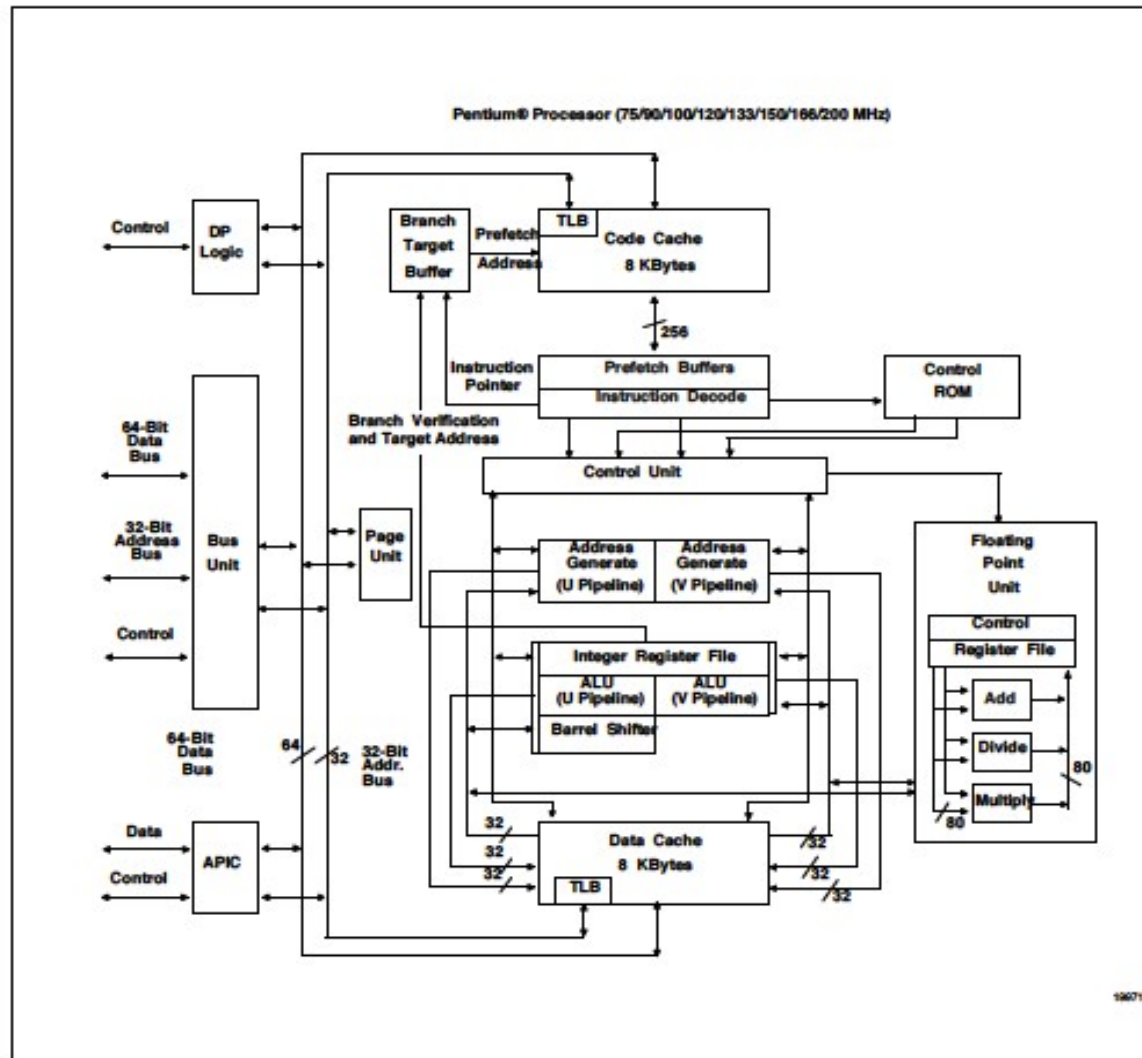 Pentium® Processor (75/90/100/120/133/150/166/200 MHz)
Control
DP
Logic
Branch
Target
Buffer
Prefetch
Address
TLB
Code Cache
8 KBytes
256
Instruction
Pointer
Prefetch Buffers
Instruction Decode
Control
ROM
Branch Verification
and Target Address
64-Bit
Data
Bus
32-Bit
Address
Bus
Control
Bus
Unit
Page
Unit
Control Unit
Address
Generate
(U Pipeline)
Address
Generate
(V Pipeline)
Integer Register File
ALU
(U Pipeline)
ALU
(V Pipeline)
Barrel Shifter
Floating
Point
Unit
Control
Register File
Add
Divide
Multiply
80
80
64-Bit
Data
Bus
64
32
32-Bit
Addr.
Bus
Data
Control
APIC
32
32
32
Data Cache
8 KBytes
TLB
32
32
32